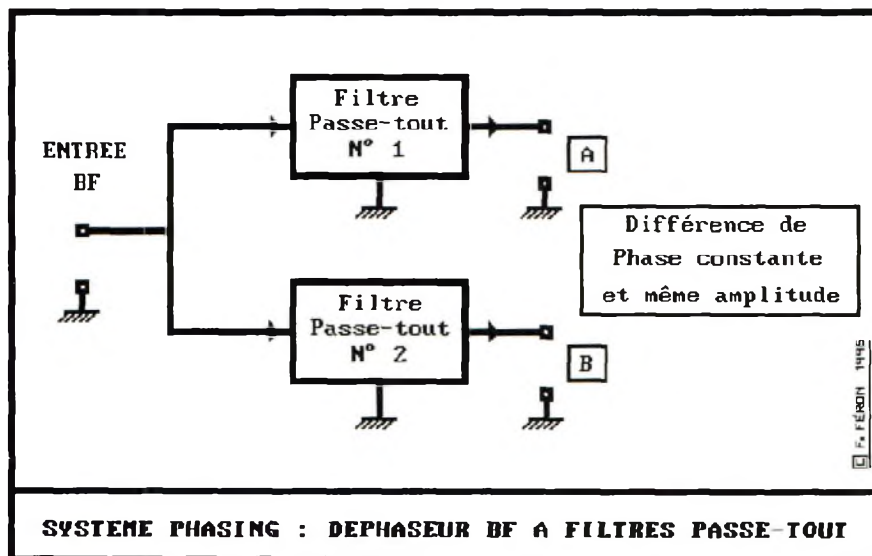 Filtre
Passe-tout
N° 1
ENTREE
BF
A
Différence de
Phase constante
et même amplitude
Filtre
Passe-tout
N° 2
B
F. FÉRON 1995
SYSTEME PHASING : DEPHASEUR BF A FILTRES PASSE-TOUT